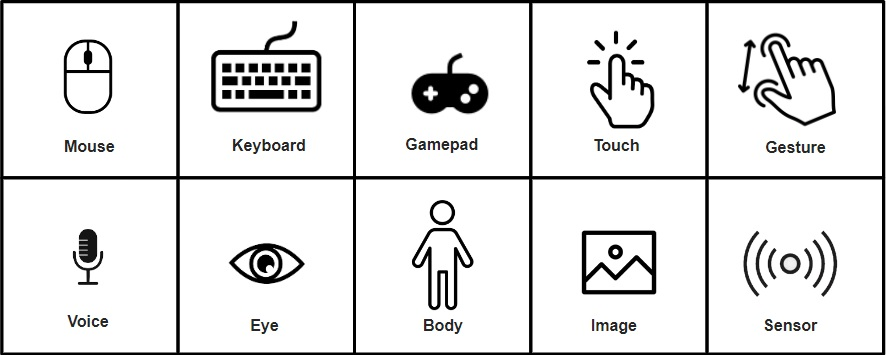 Mouse
Keyboard
Gamepad
Touch
Gesture
Voice
Eye
Body
Image
Sensor